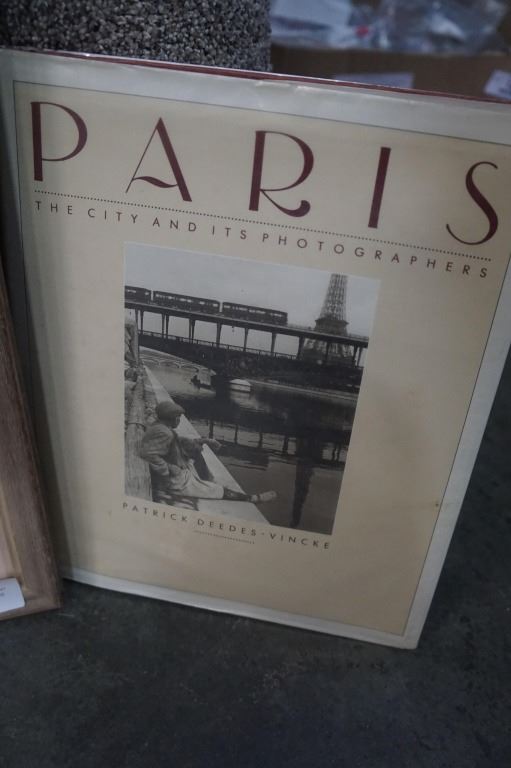 PARIS
THE CITY AND ITS PHOTOGRAPHERS
PATRICK DEEDES-VINCKE